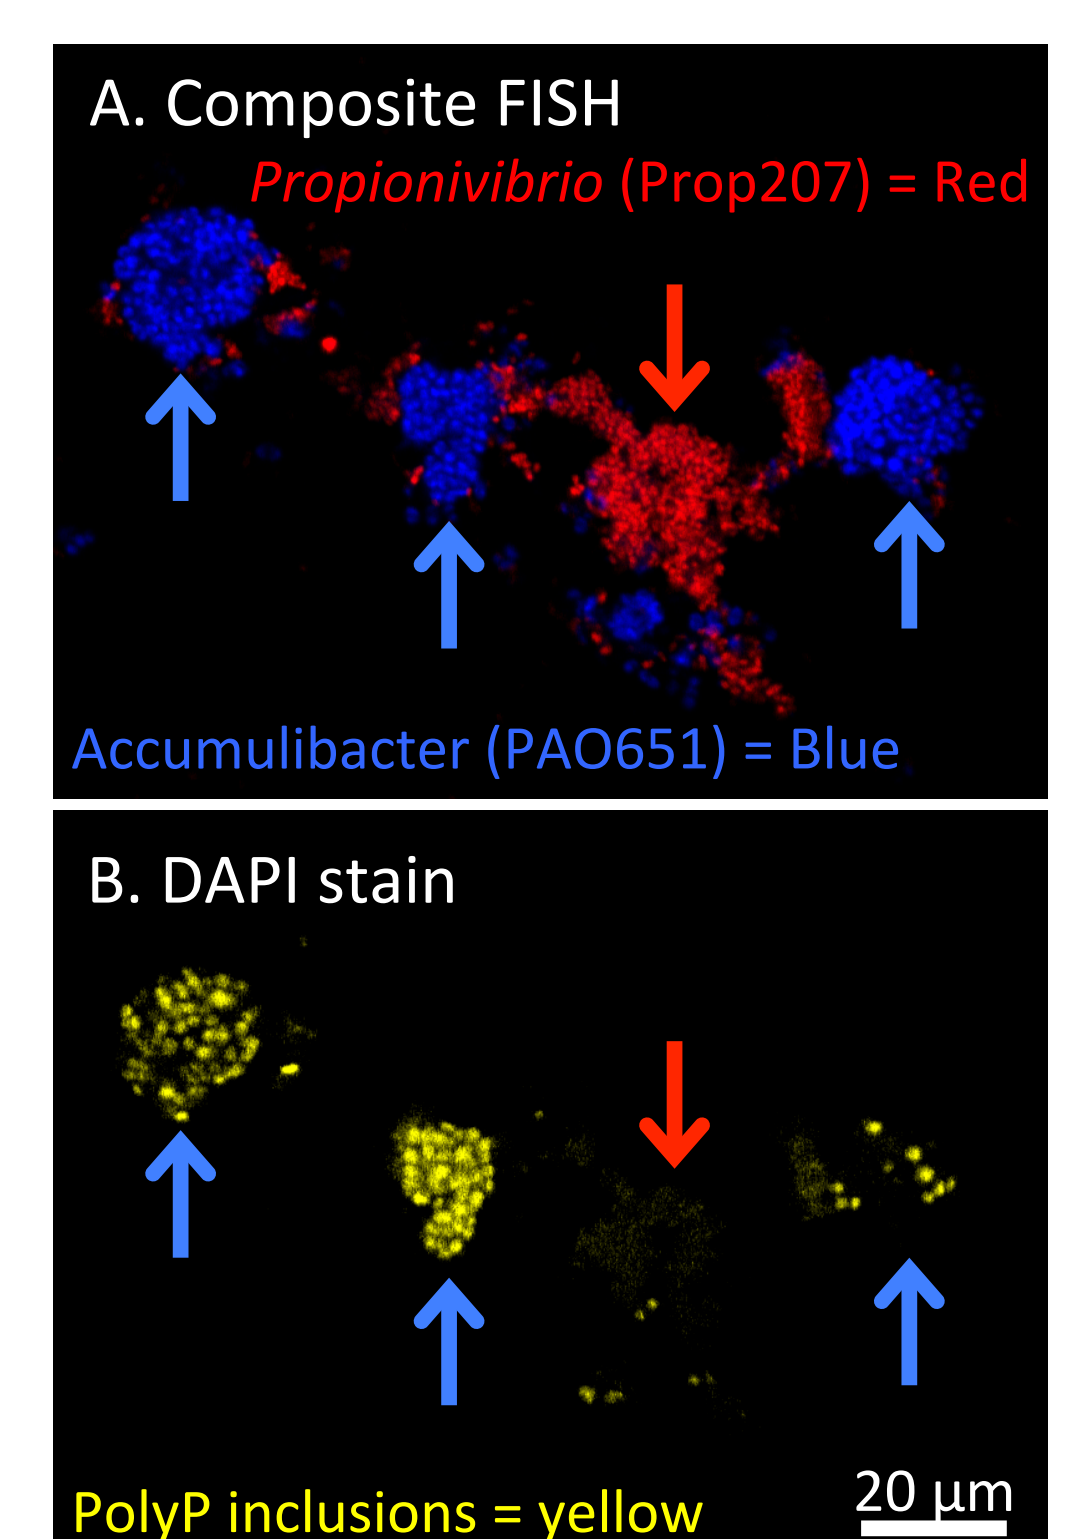 A. Composite FISH
Propionivibrio (Prop207) = Red
Accumulibacter (PAO651) = Blue
B. DAPI stain
20 μm
PolyP inclusions = yellow